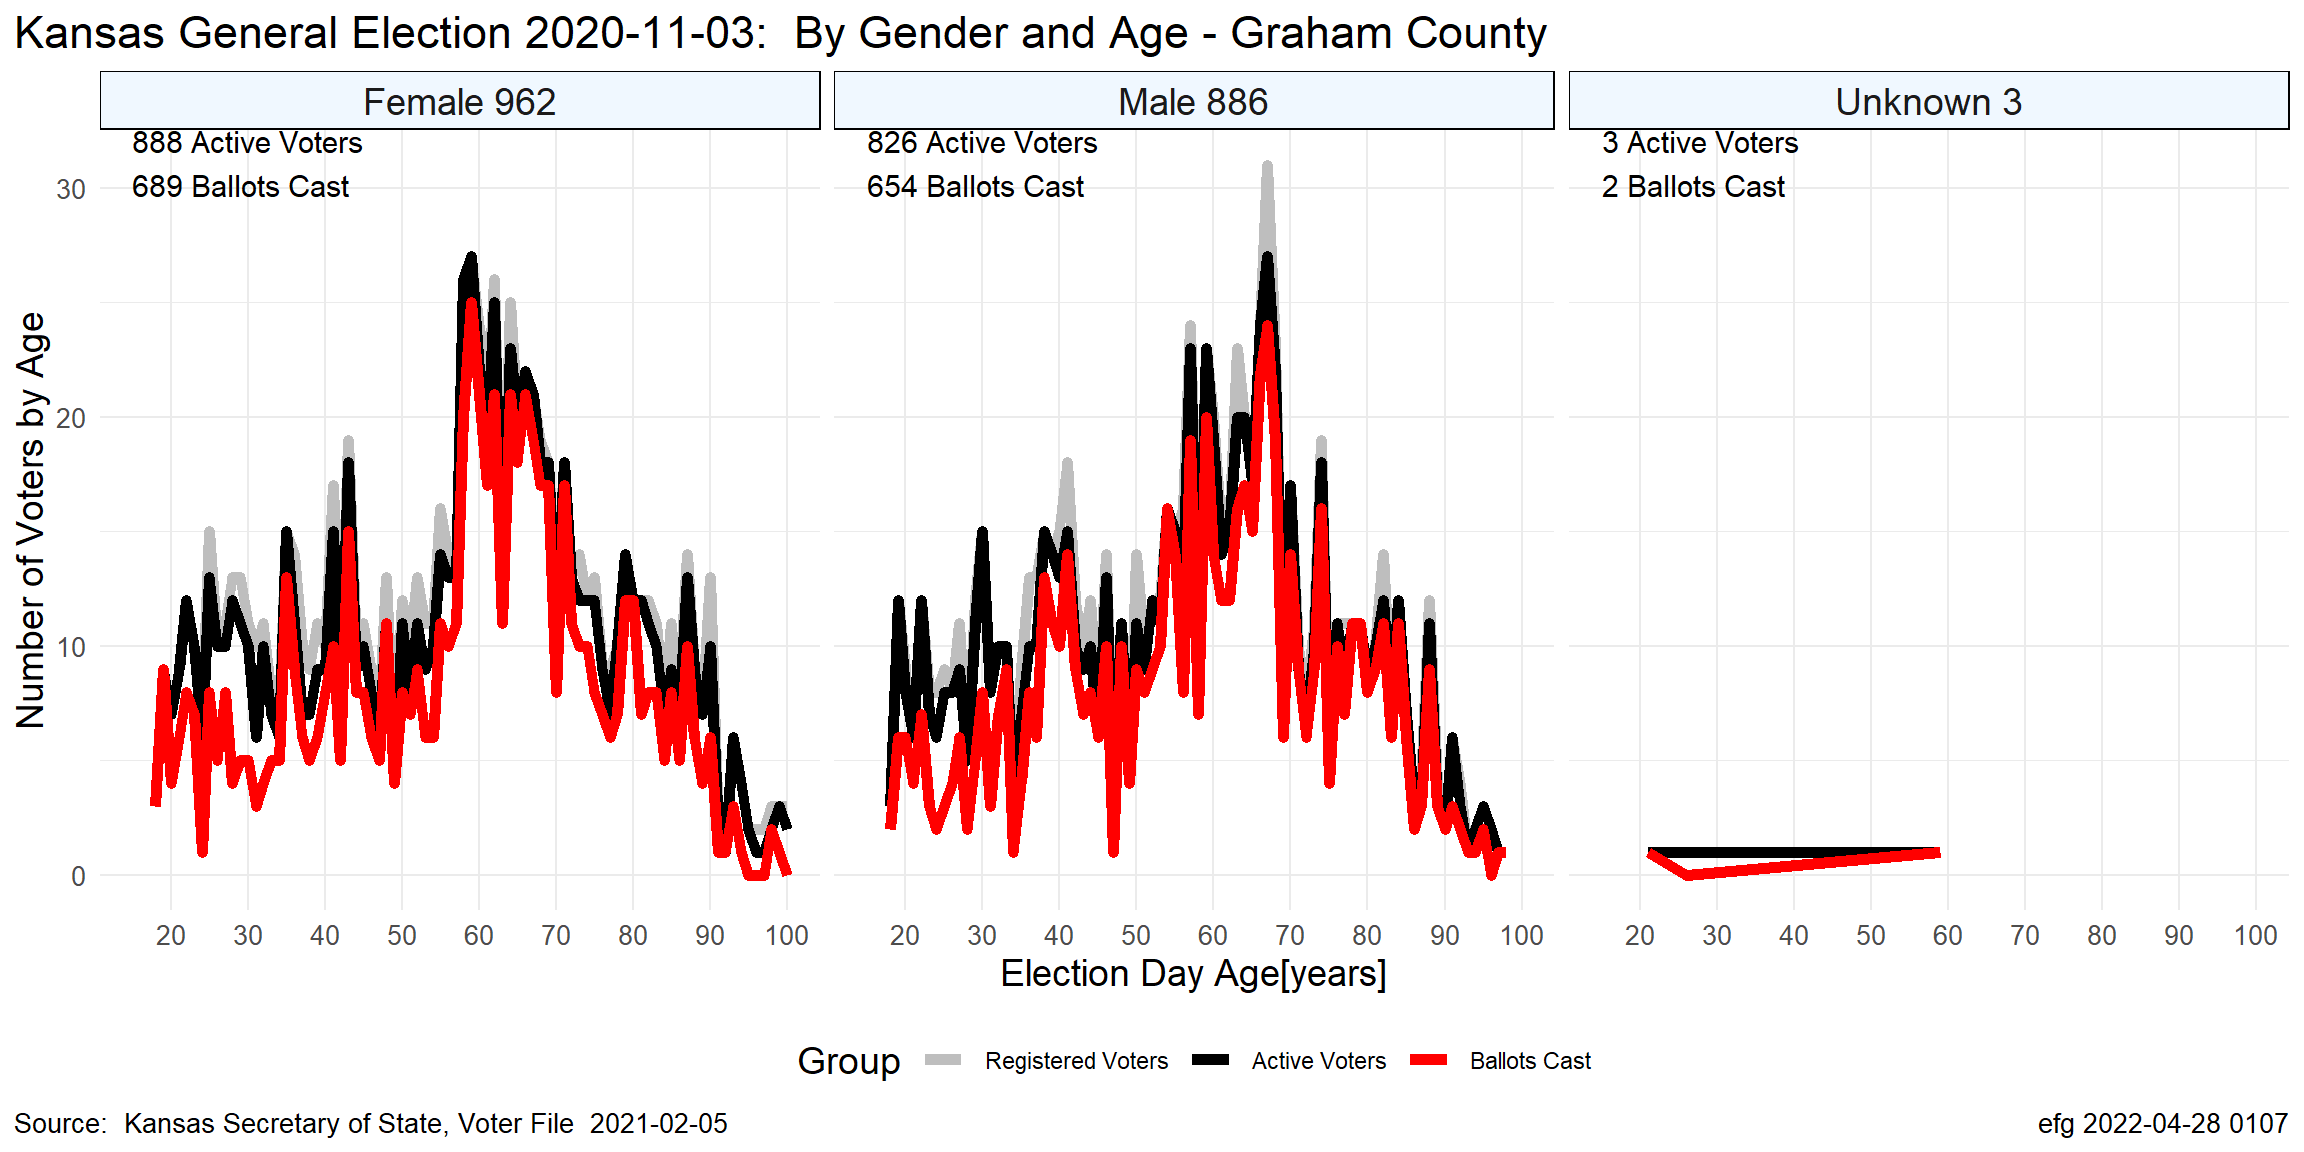 Kansas General Election 2020-11-03:  By Gender and Age - Graham County
Female 962
Male 886
Unknown 3
888 Active Voters
689 Ballots Cast
826 Active Voters
654 Ballots Cast
3 Active Voters
2 Ballots Cast
Number of Voters by Age
30
20
10
0
20 30 40 50 60 70 80 90 100
20 30 40 50 60 70 80 90 100
20 30 40 50 60 70 80 90 100
Election Day Age[years]
Group Registered Voters Active Voters Ballots Cast
Source:  Kansas Secretary of State, Voter File  2021-02-05
efg 2022-04-28 0107